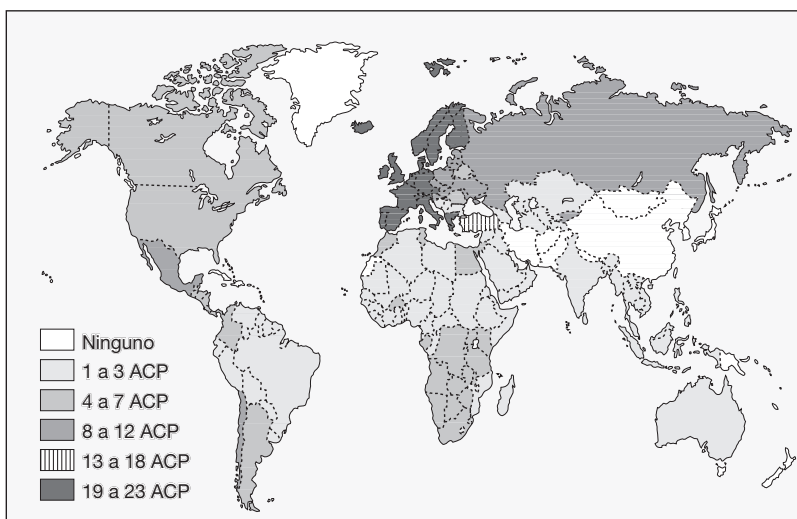 Ninguno
1 a 3 ACP
4 a 7 ACP
8 a 12 ACP
13 a 18 ACP
19 a 23 ACP